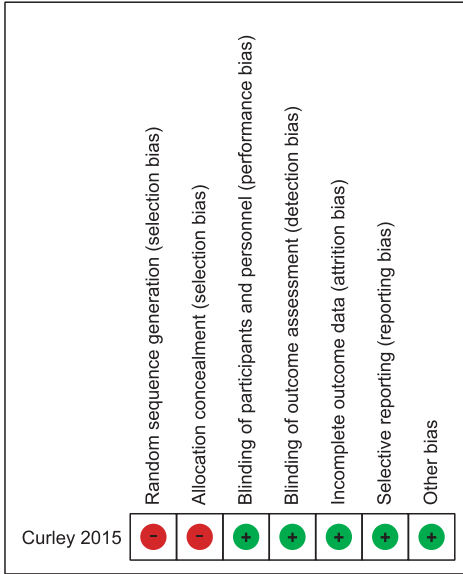 Random sequence generation (selection bias)
Allocation concealment (selection bias)
Blinding of participants and personnel (performance bias)
Blinding of outcome assessment (detection bias)
Incomplete outcome data (attrition bias)
Selective reporting (reporting bias)
Other bias
Curley 2015 - - + + + + +